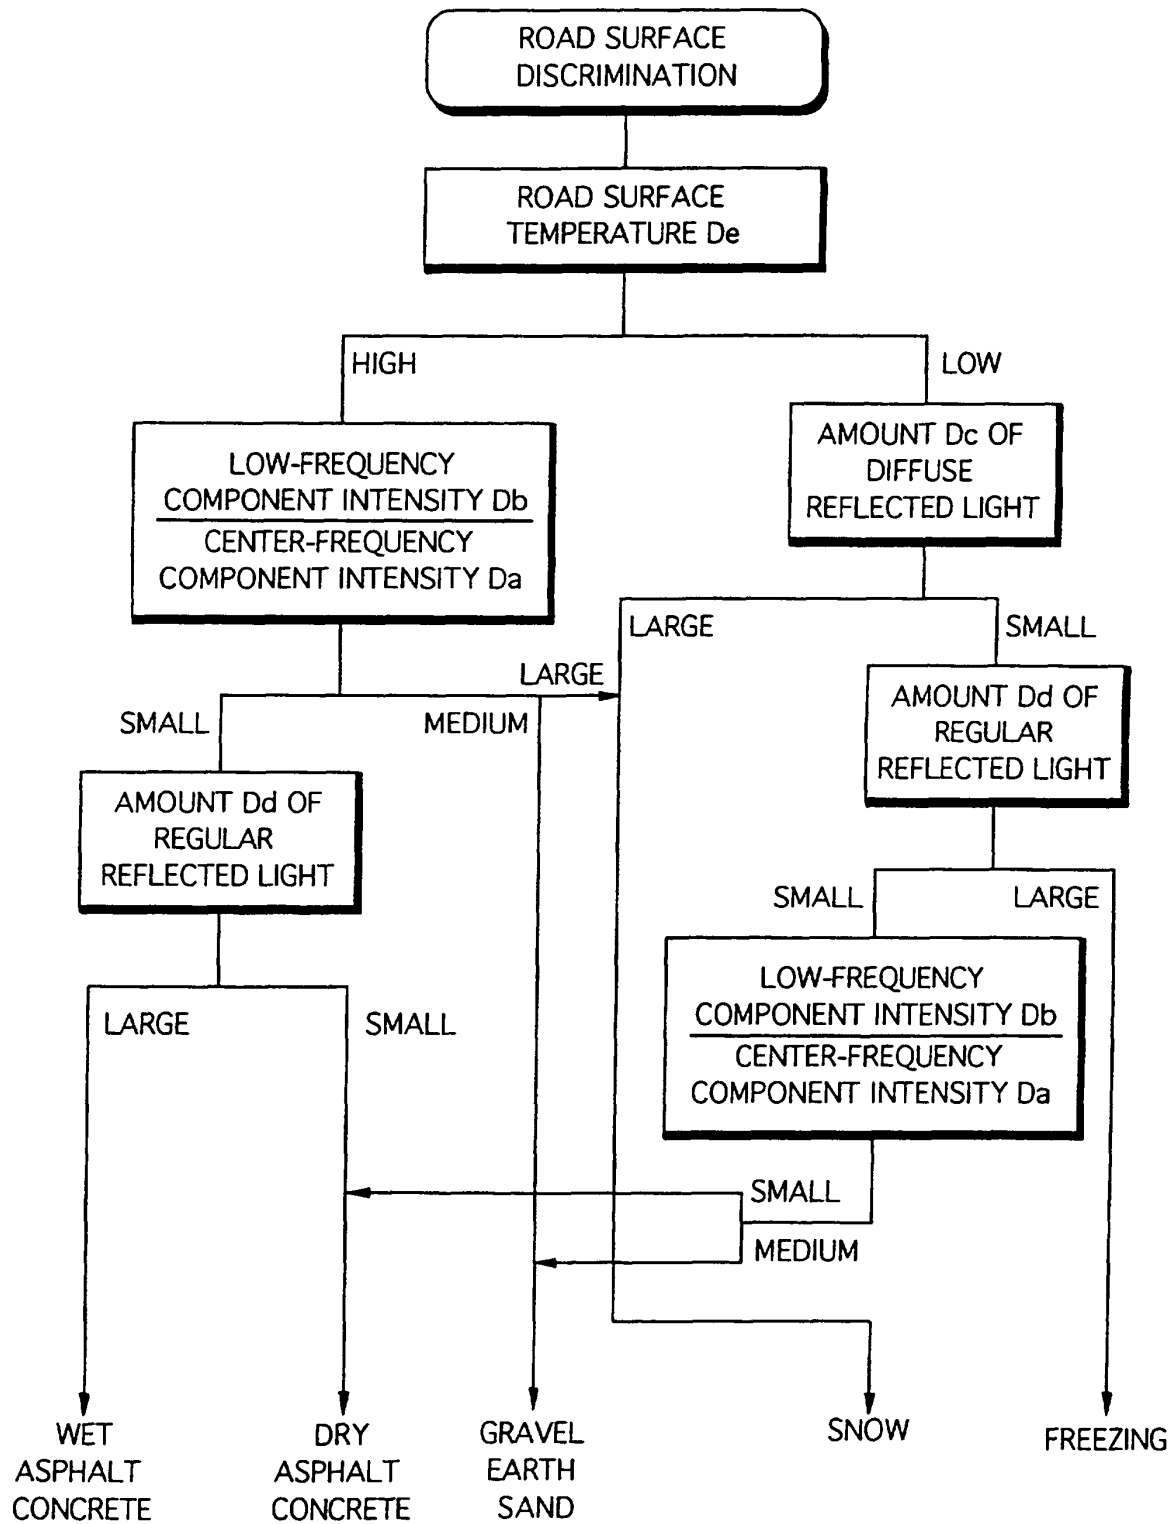 ROAD SURFACE
DISCRIMINATION
ROAD SURFACE
TEMPERATURE De
HIGH
LOW
LOW-FREQUENCY
COMPONENT INTENSITY Db
CENTER-FREQUENCY
COMPONENT INTENSITY Da
AMOUNT Dc OF
DIFFUSE
REFLECTED LIGHT
LARGE
SMALL
LARGE
SMALL
MEDIUM
AMOUNT Dd OF
REGULAR
REFLECTED LIGHT
AMOUNT Dd OF
REGULAR
REFLECTED LIGHT
SMALL
LARGE
LOW-FREQUENCY
COMPONENT INTENSITY Db
CENTER-FREQUENCY
COMPONENT INTENSITY Da
LARGE
SMALL
SMALL
MEDIUM
WET
ASPHALT
CONCRETE
DRY
ASPHALT
CONCRETE
GRAVEL
EARTH
SAND
SNOW
FREEZING